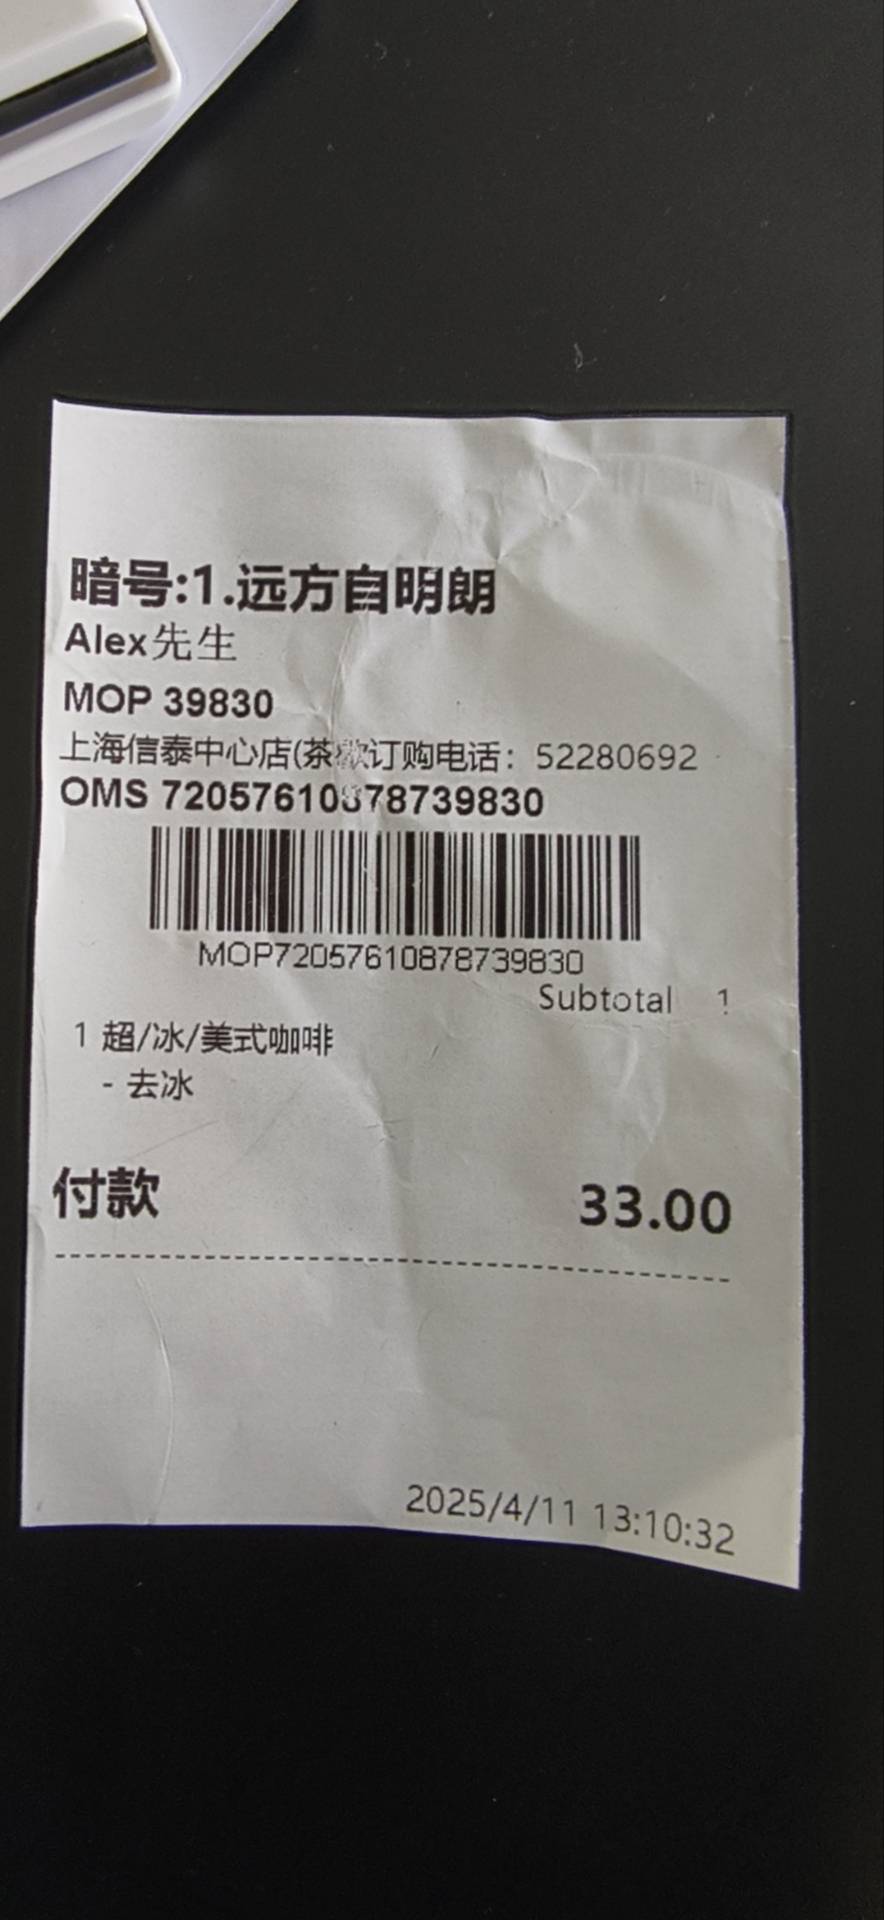 暗号:1.远方自明朗
Alex先生
MOP 39830
上海信泰中心店(茶歇订购电话：52280692
OMS 72057610878739830
MOP72057610878739830
Subtotal 1
1 超/冰/美式咖啡
- 去冰
付款 33.00
2025/4/11 13:10:32